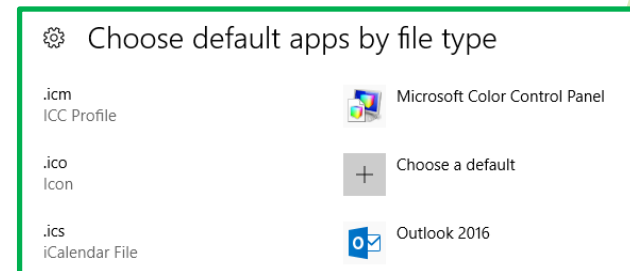 Choose default apps by file type
.icm
ICC Profile
Microsoft Color Control Panel
.ico
Icon
Choose a default
.ics
iCalendar File
Outlook 2016